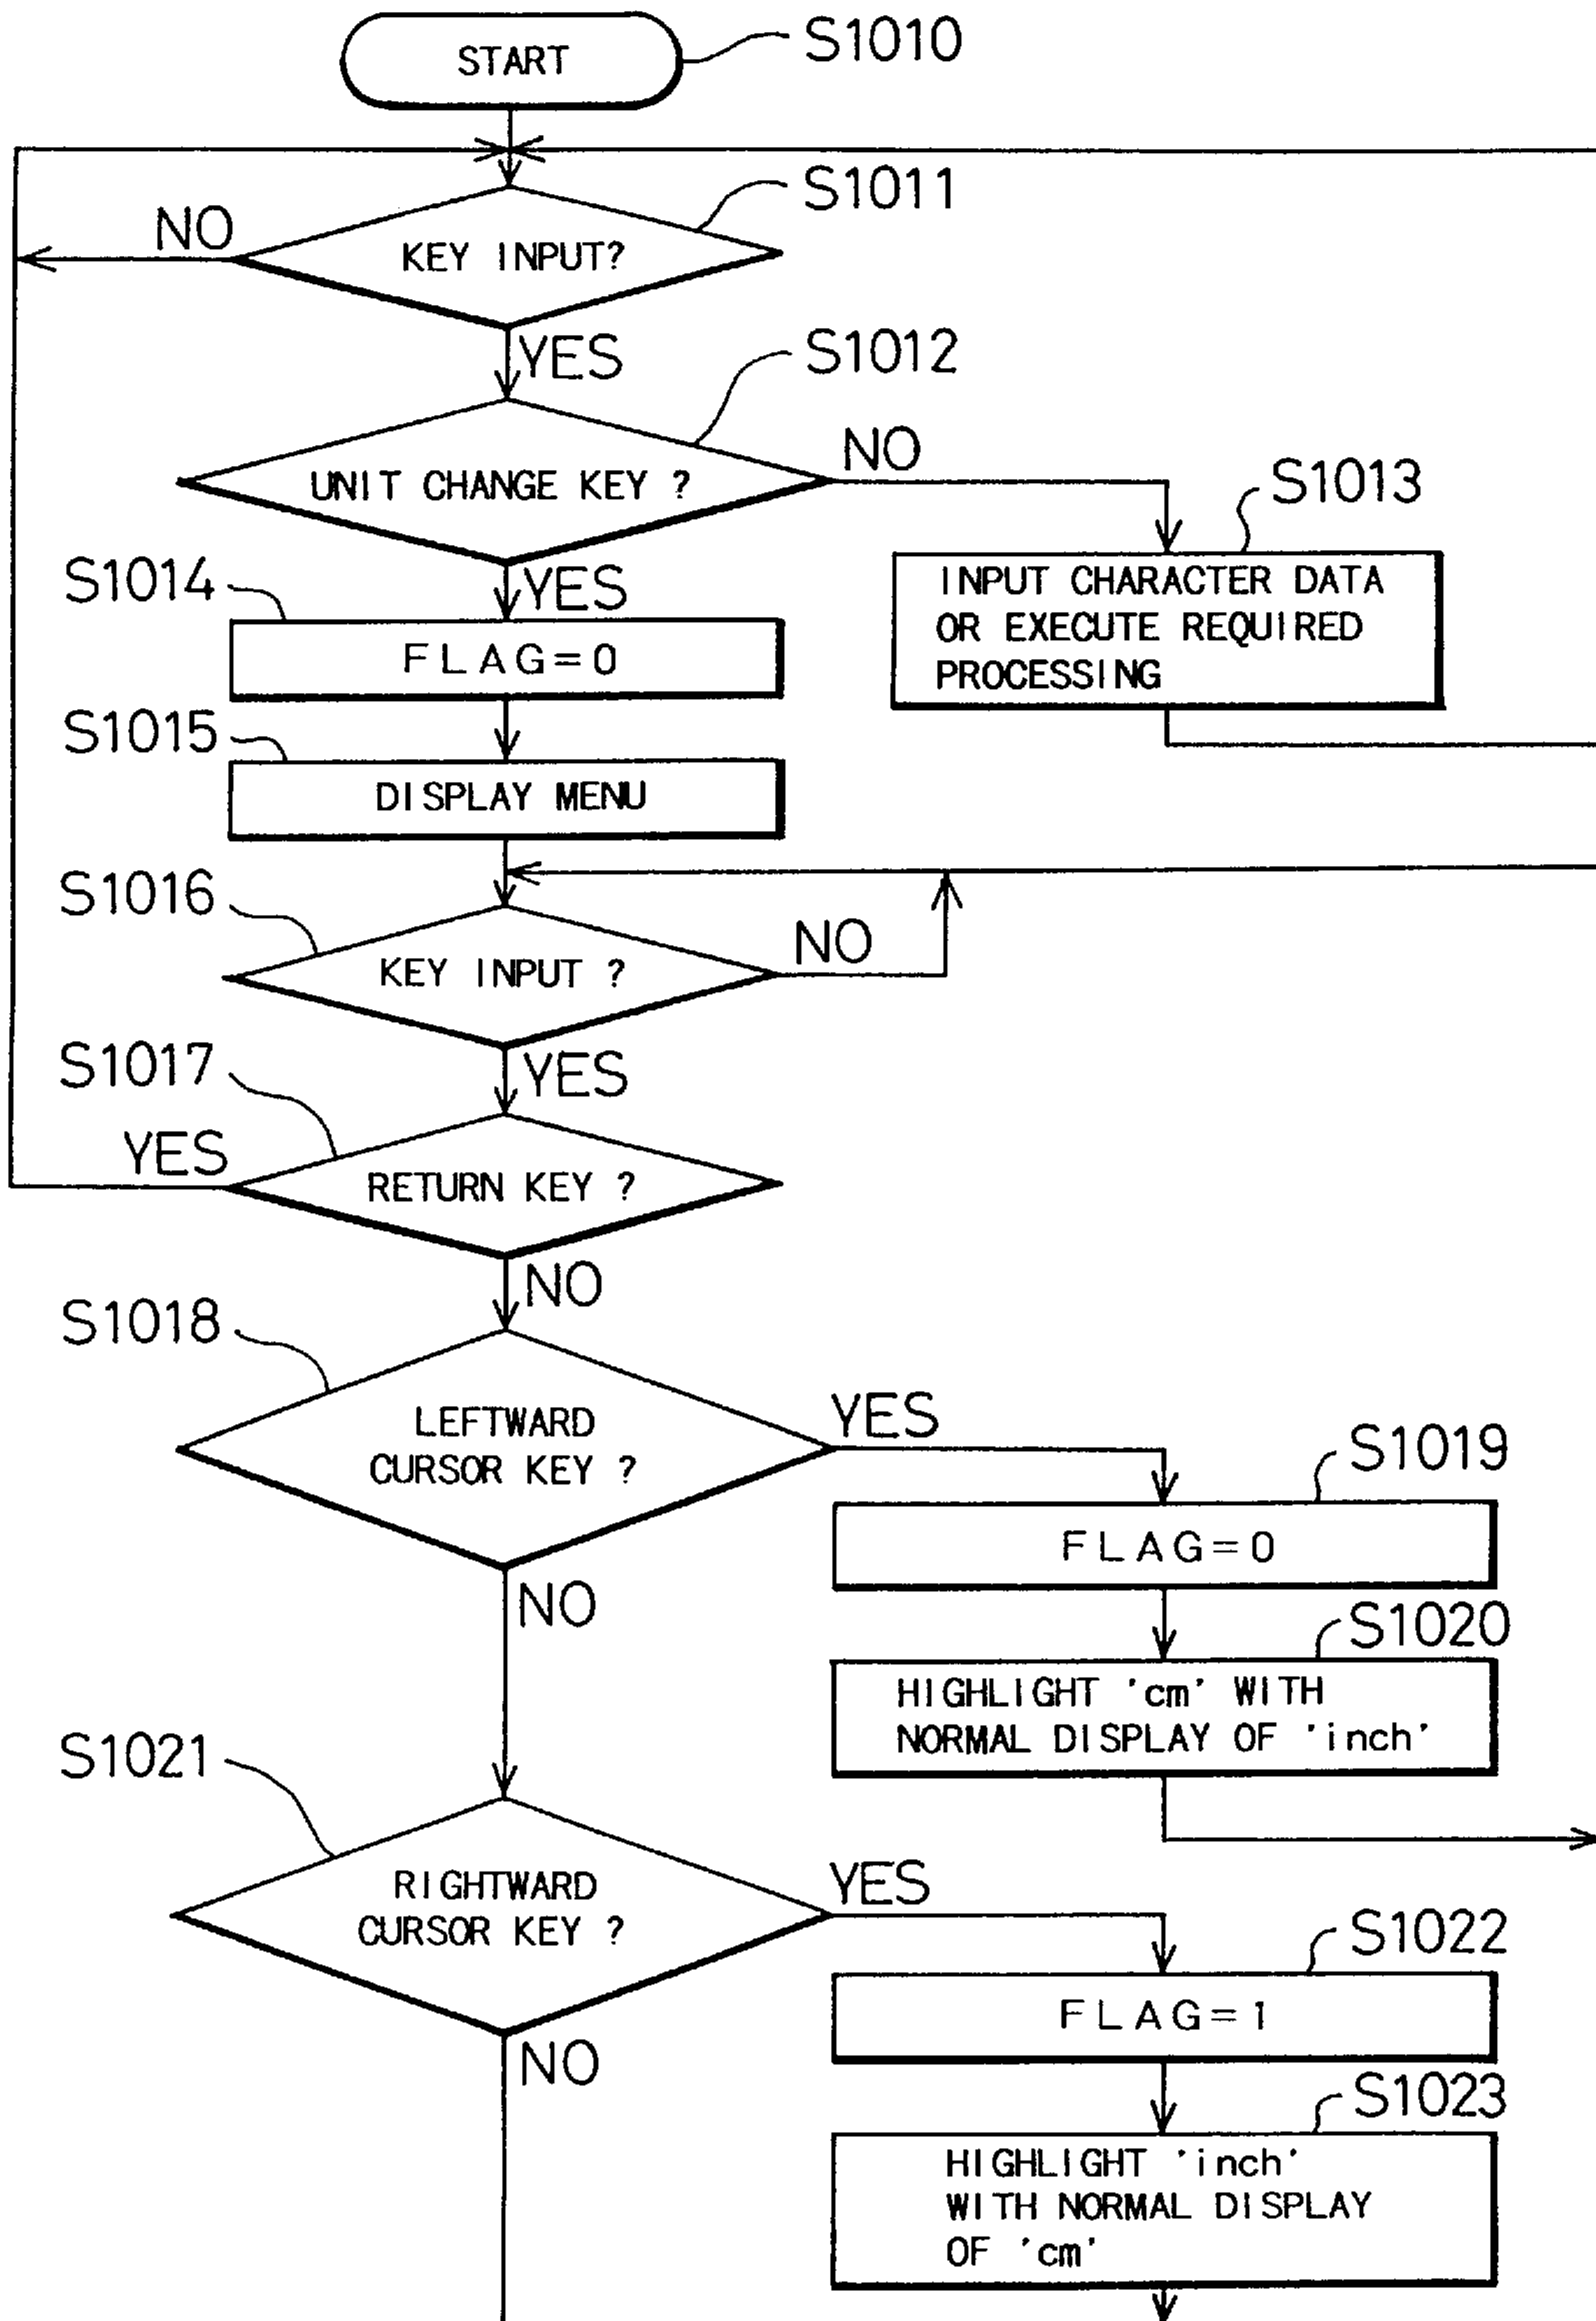 START
S1010
S1011
NO
KEY INPUT?
YES
S1012
UNIT CHANGE KEY ?
NO
S1013
INPUT CHARACTER DATA
OR EXECUTE REQUIRED
PROCESSING
S1014
YES
FLAG=0
S1015
DISPLAY MENU
S1016
KEY INPUT ?
NO
S1017
YES
YES
RETURN KEY ?
NO
S1018
LEFTWARD
CURSOR KEY ?
YES
S1019
FLAG=0
NO
S1020
HIGHLIGHT 'cm' WITH
NORMAL DISPLAY OF 'inch'
S1021
RIGHTWARD
CURSOR KEY ?
YES
S1022
FLAG=1
NO
S1023
HIGHLIGHT 'inch'
WITH NORMAL DISPLAY
OF 'cm'